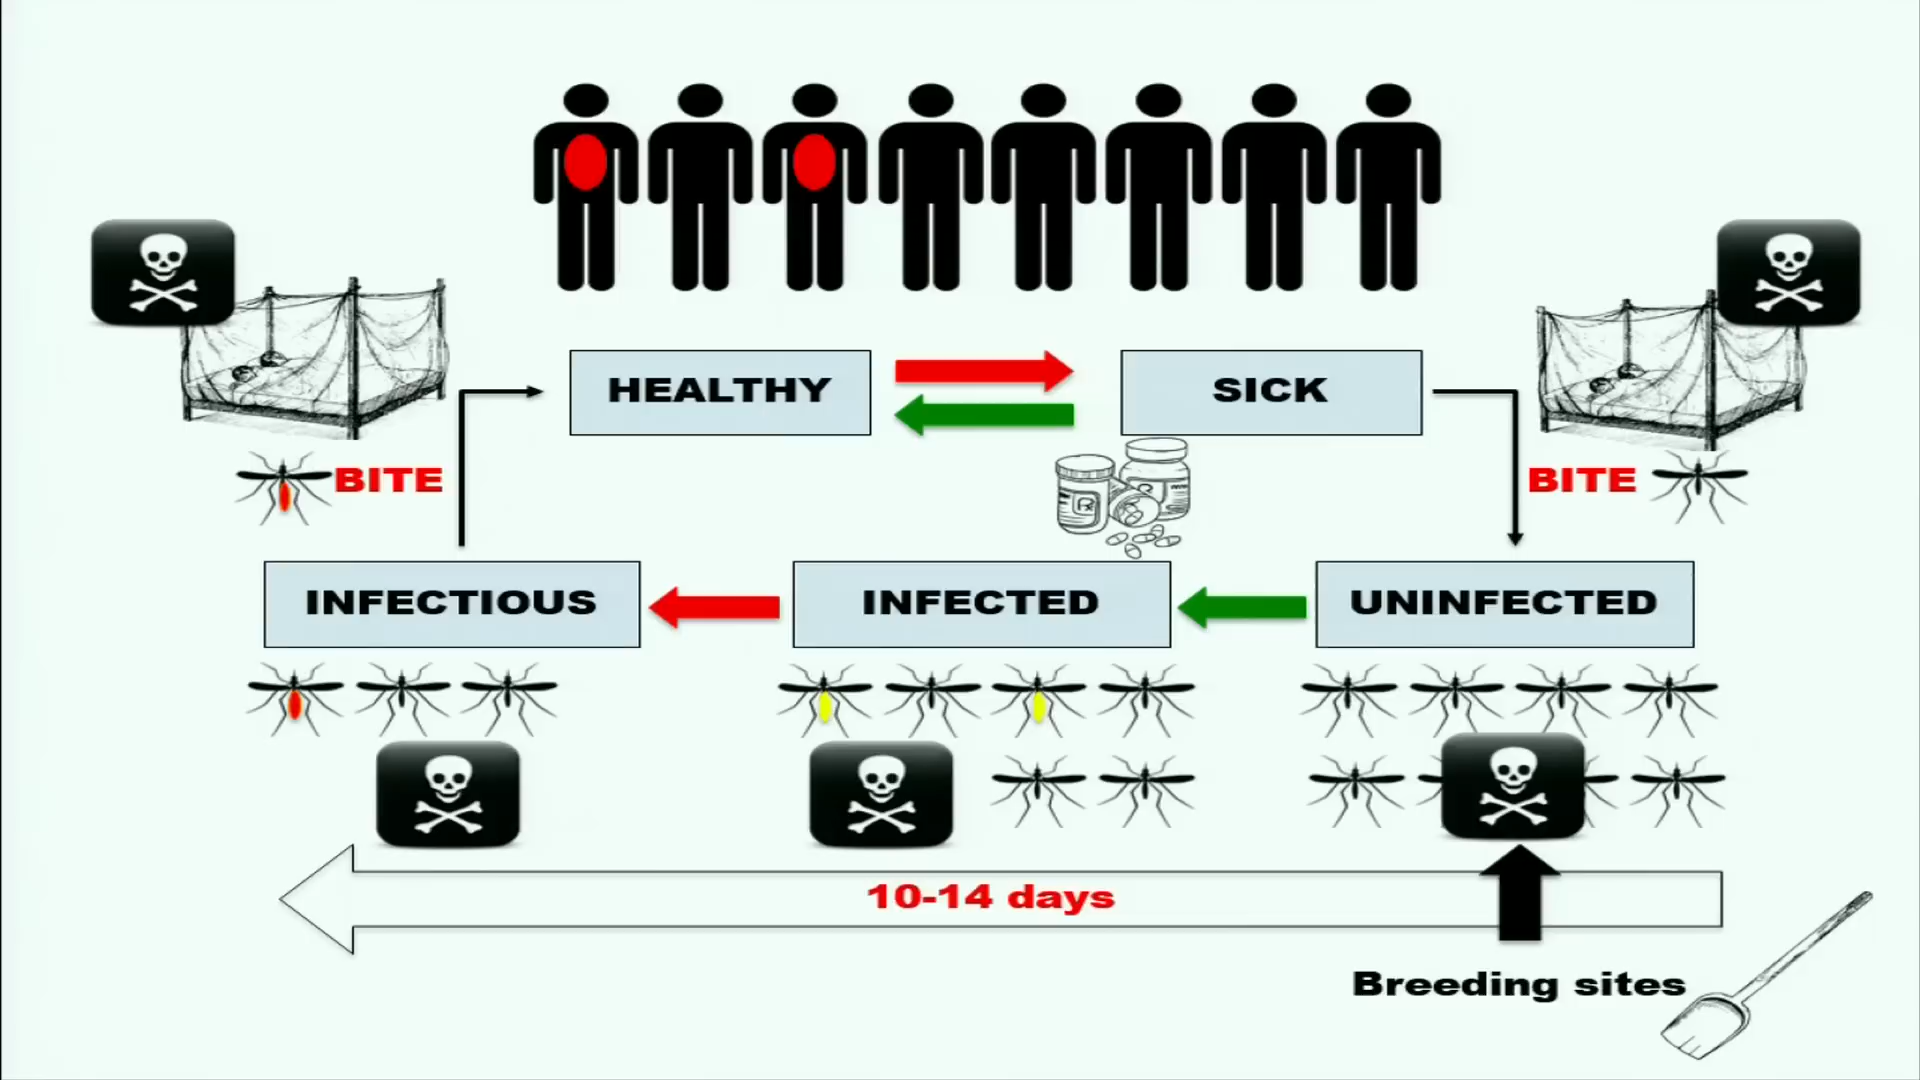 HEALTHY
SICK
BITE
BITE
INFECTIOUS
INFECTED
UNINFECTED
10-14 days
Breeding sites